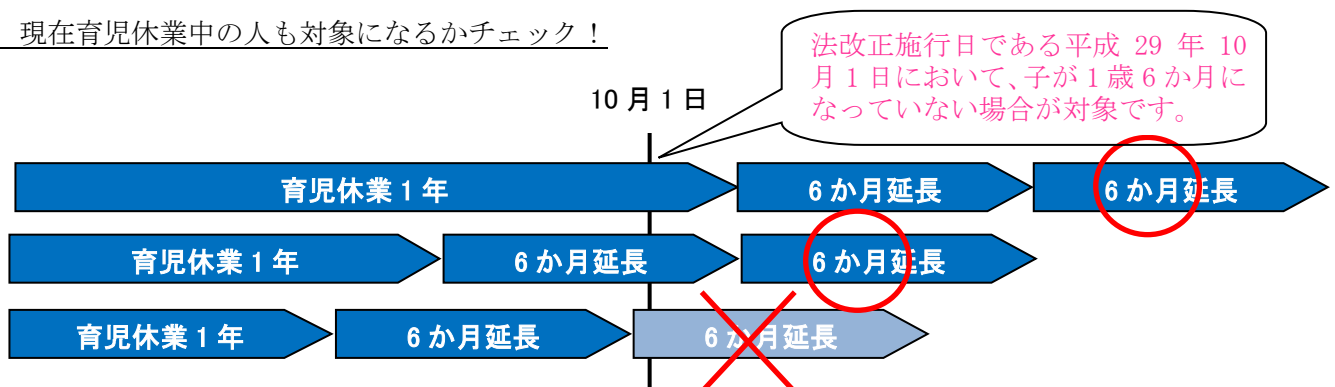 現在育児休業中の人も対象になるかチェック！
法改正施行日である平成 29 年 10
月１日において、子が１歳６か月に
なっていない場合が対象です。
10 月１日
育児休業１年
6 か月延長
6 か月延長
育児休業１年
6 か月延長
6 か月延長
育児休業１年
6 か月延長
6 か月延長